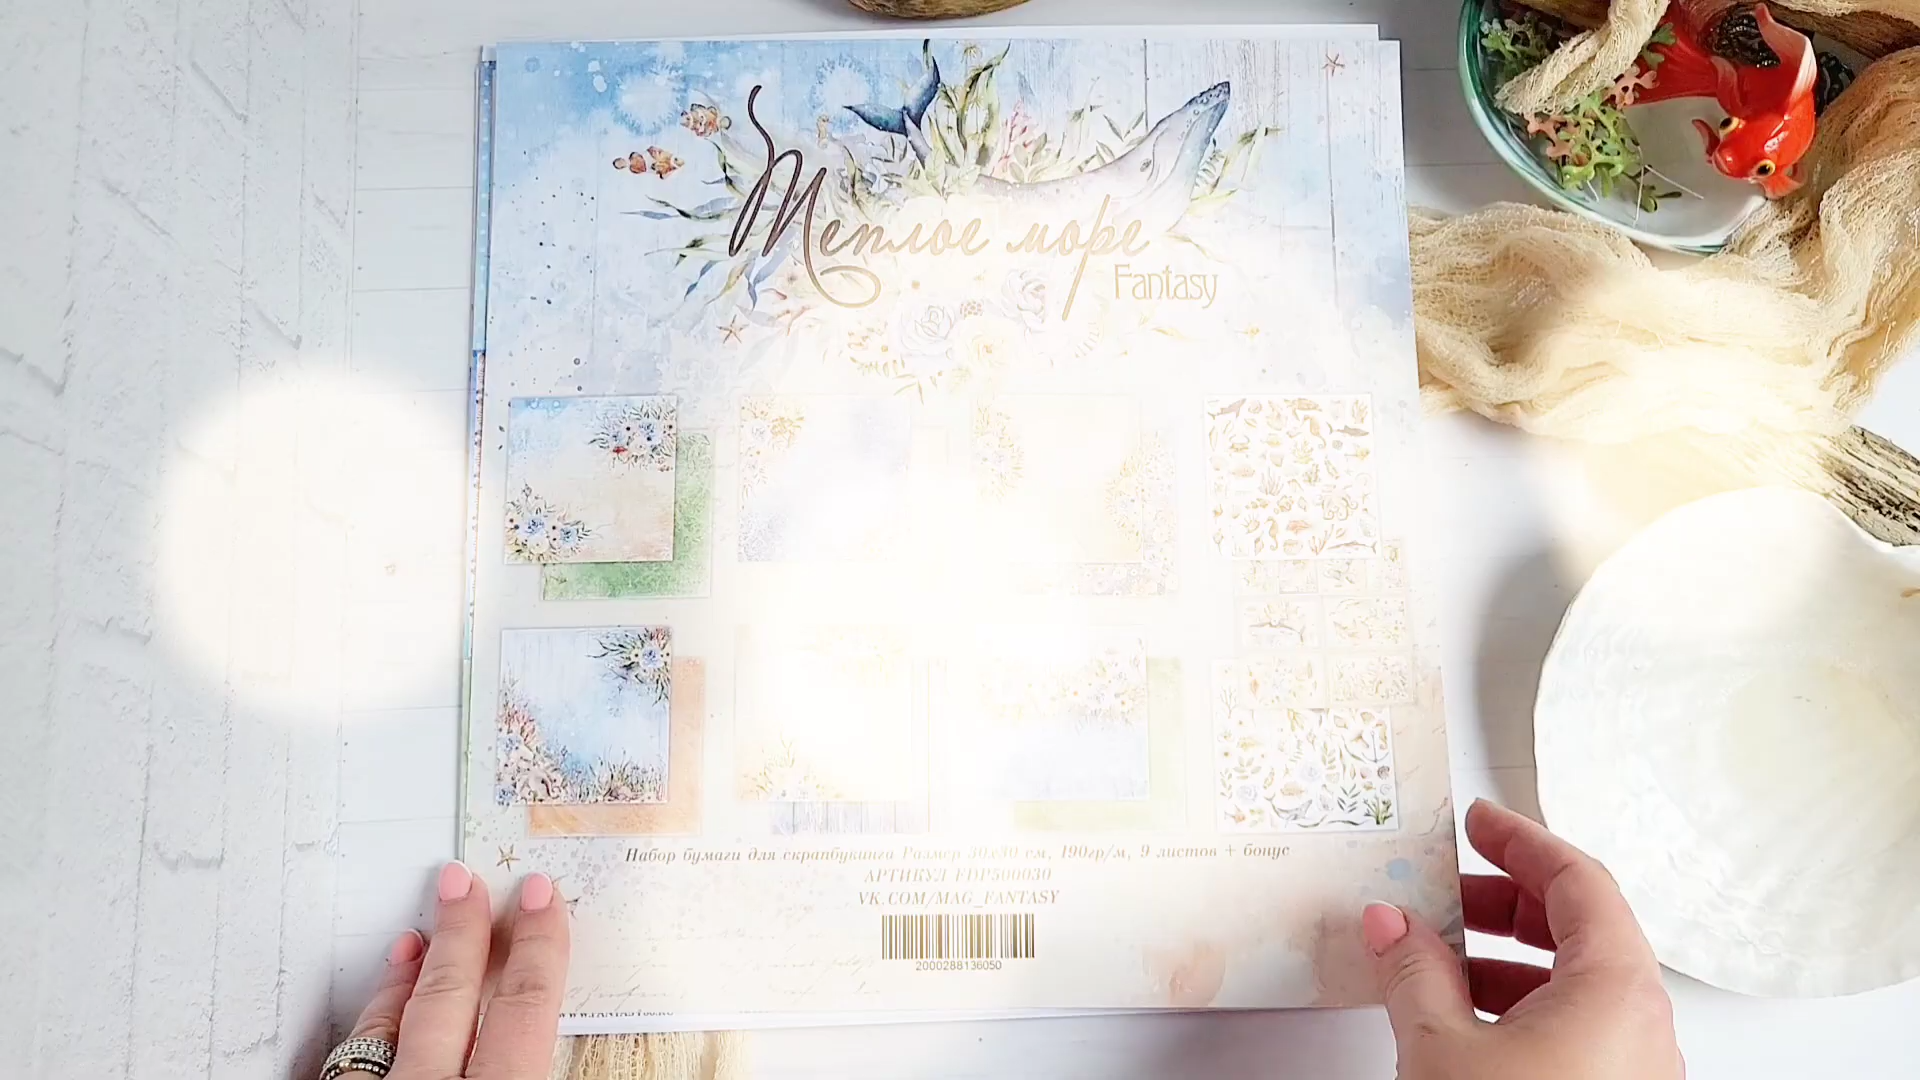 Теплое море
Fantasy
Набор бумаги для скрапбукинга Размер 30х30 см, 190гр/м, 9 листов + бонус
АРТИКУЛ FDP500030
VK.COM/MAG_FANTASY
2000288136050